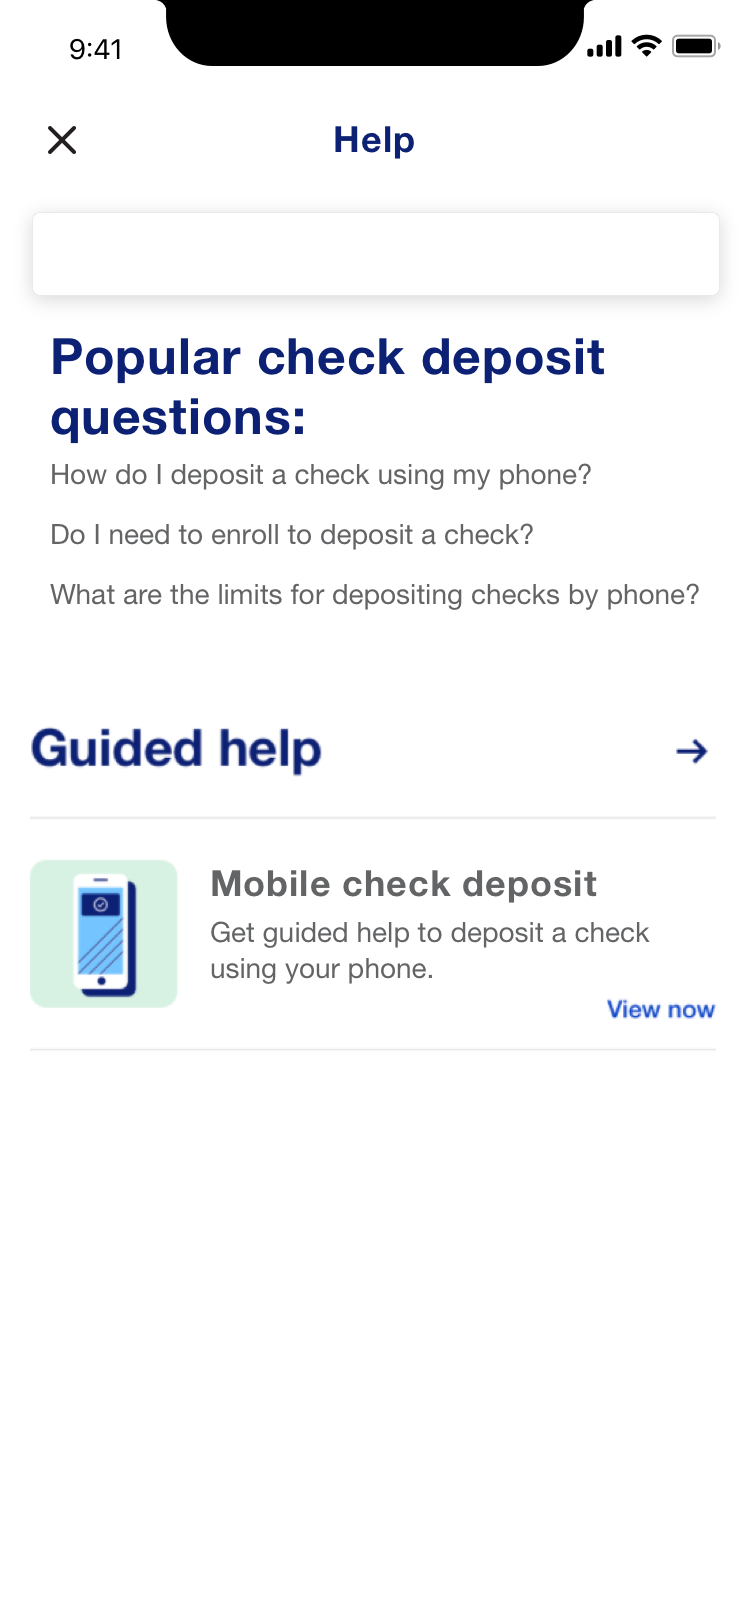 9:41
Help
Popular check deposit
questions:
How do I deposit a check using my phone?
Do I need to enroll to deposit a check?
What are the limits for depositing checks by phone?
Guided help
Mobile check deposit
Get guided help to deposit a check
using your phone.
View now